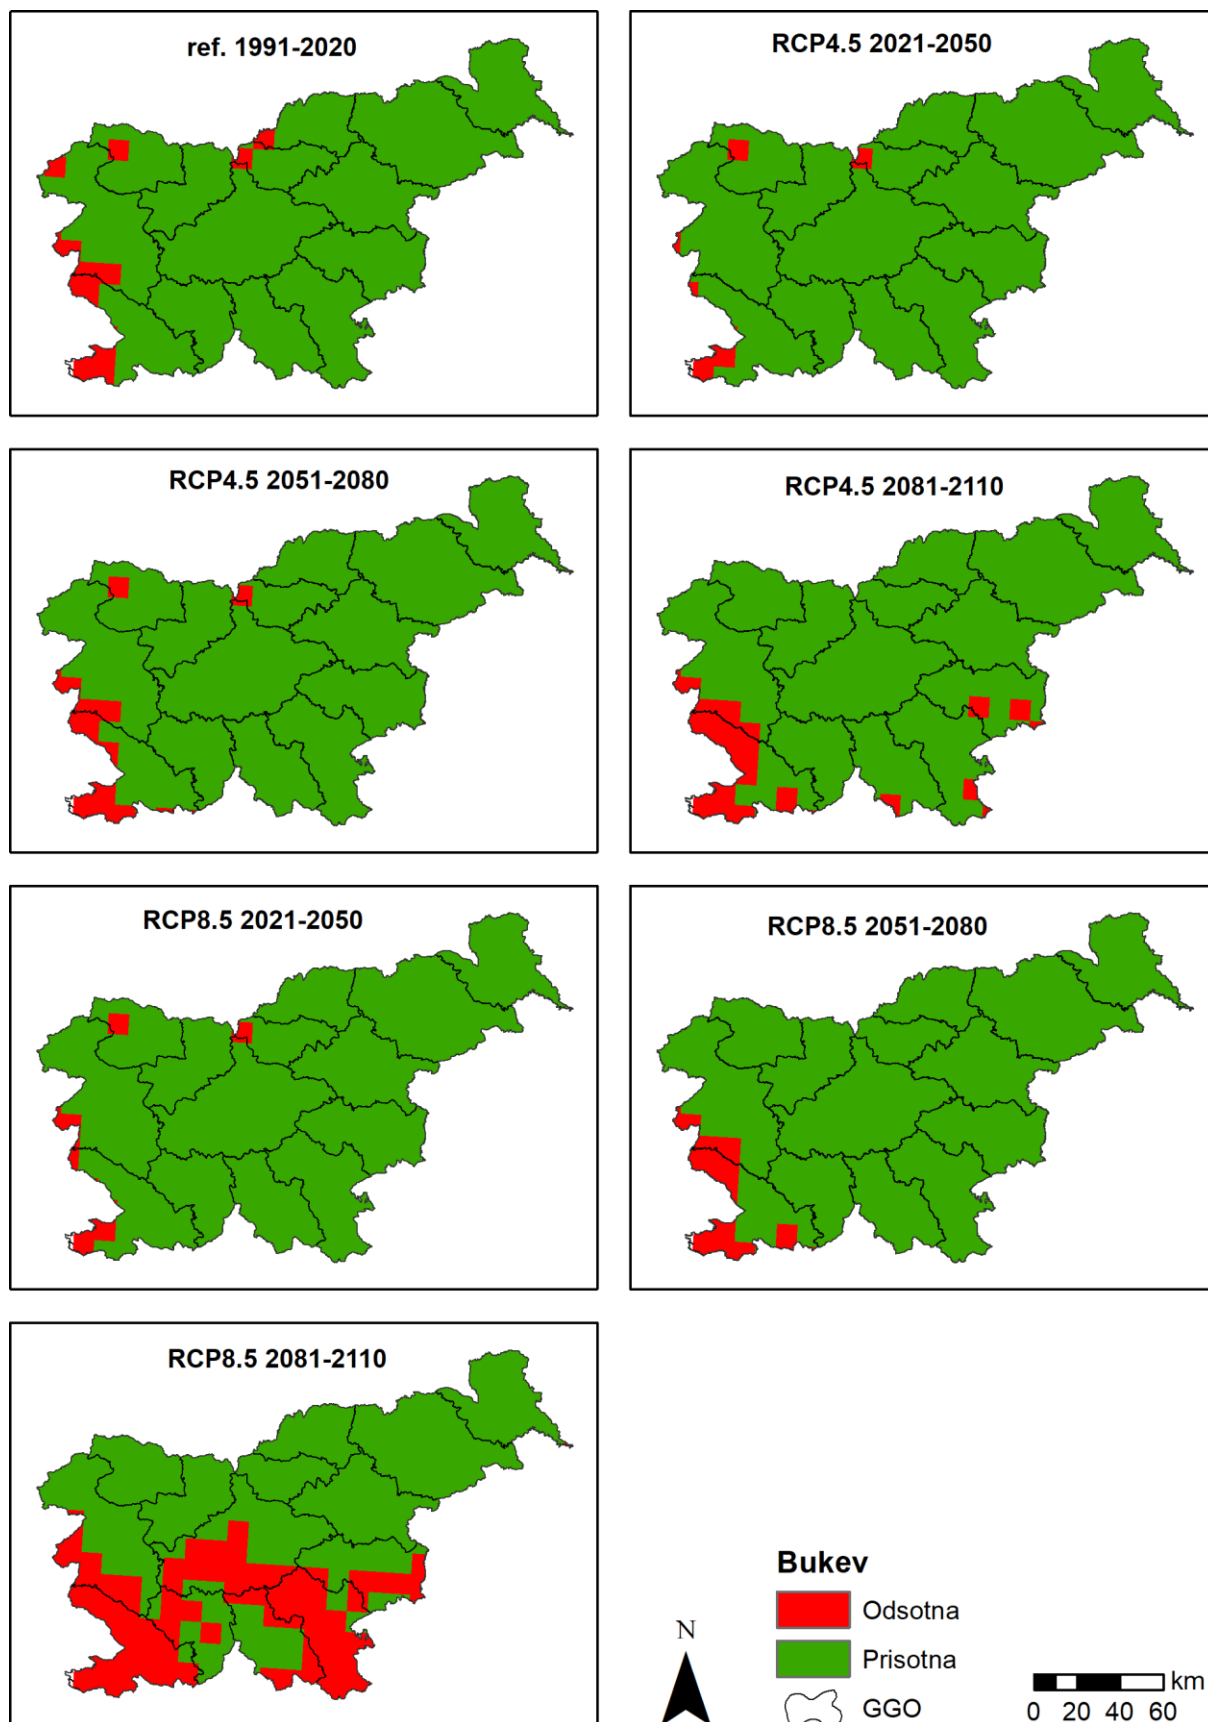 ref. 1991-2020
RCP4.5 2021-2050
RCP4.5 2051-2080
RCP4.5 2081-2110
RCP8.5 2021-2050
RCP8.5 2051-2080
RCP8.5 2081-2110
Bukev
Odsotna
Prisotna
GGO
N
km
0 20 40 60